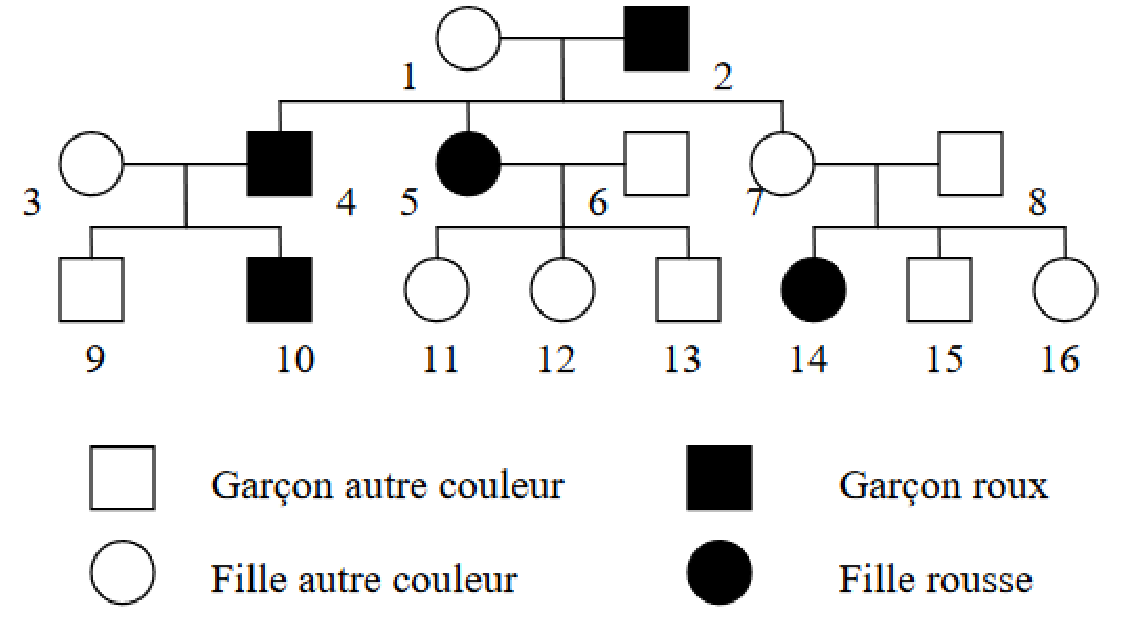 1 2
3 4 5 6 7 8
9 10 11 12 13 14 15 16
Garçon autre couleur Garçon roux
Fille autre couleur Fille rousse